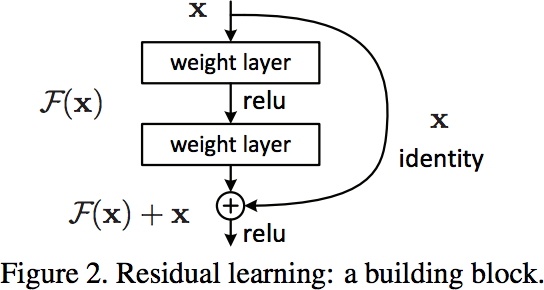 x
weight layer
relu
F(x)
weight layer
x
identity
F(x) + x
relu
Figure 2. Residual learning: a building block.